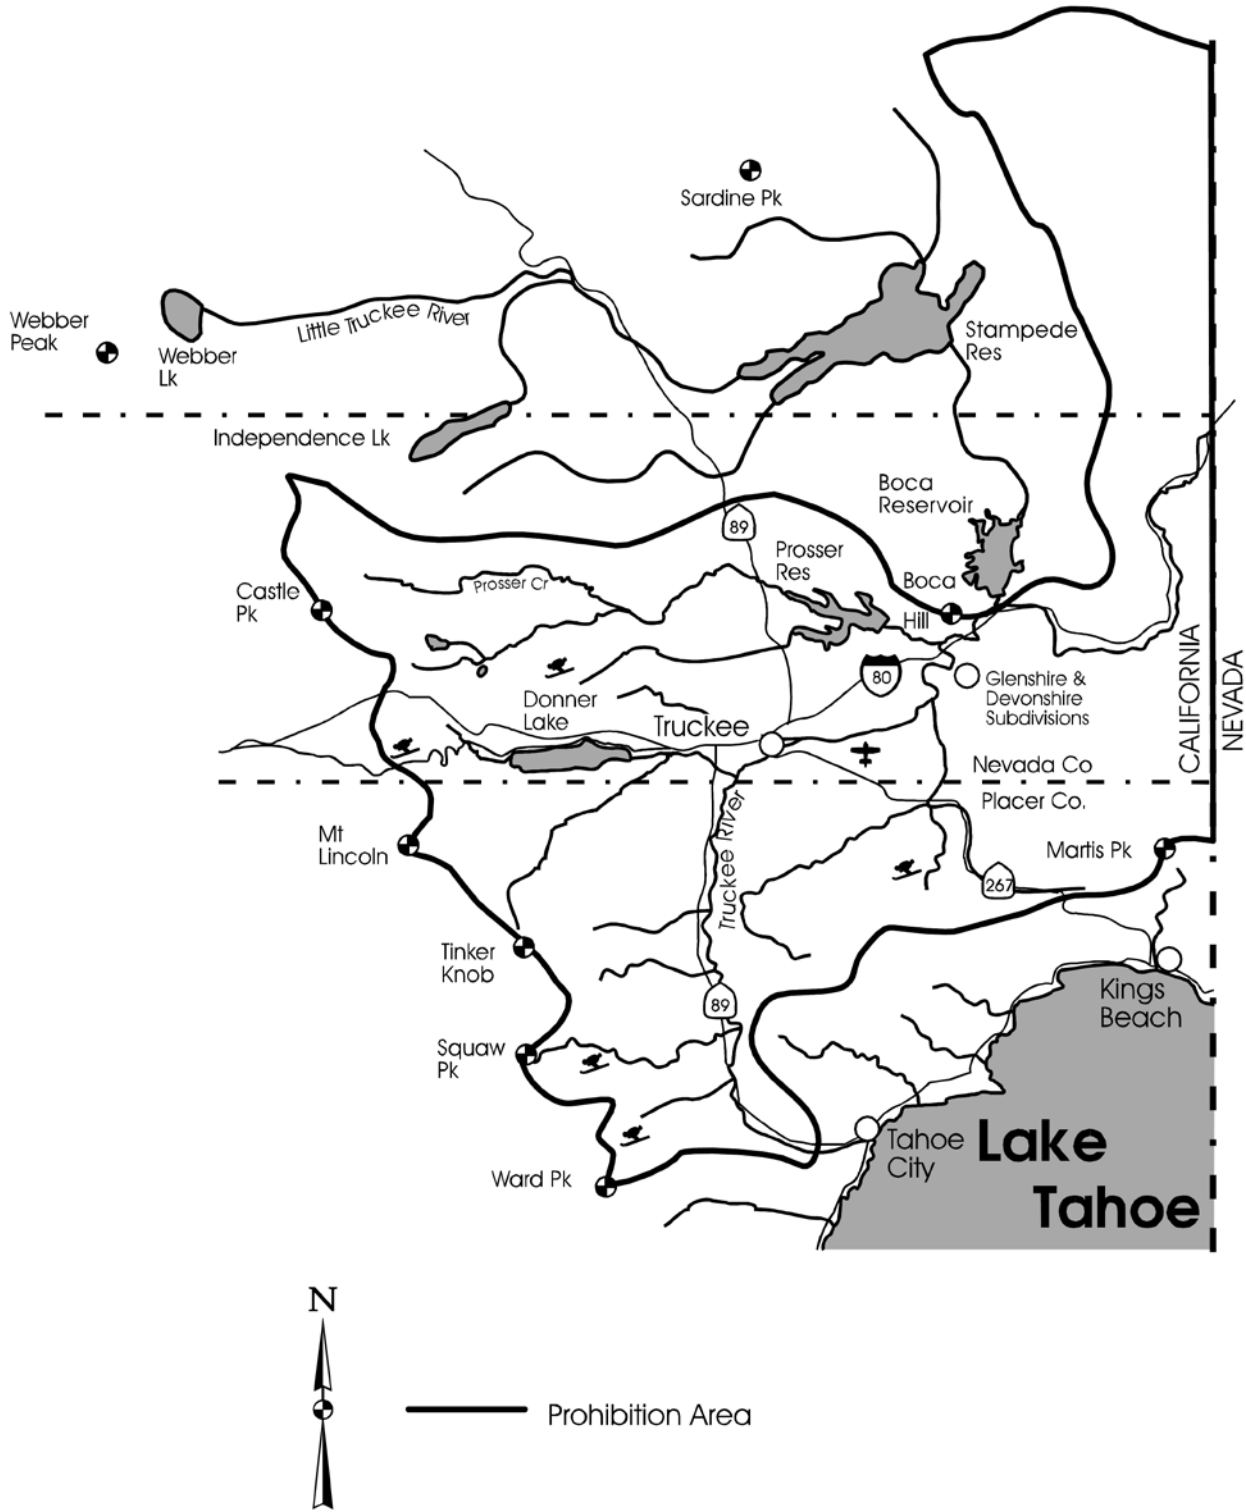 Sardine Pk
Webber
Peak
Webber
Lk
Little Truckee River
Stampede
Res
Independence Lk
Boca
Reservoir
89
Prosser
Res
Prosser Cr
Castle
Pk
Boca
Hill
80
Glenshire &
Devonshire
Subdivisions
CALIFORNIA
NEVADA
Donner
Lake
Truckee
Nevada Co
Placer Co.
Mt
Lincoln
Truckee River
Martis Pk
267
Tinker
Knob
89
Kings
Beach
Squaw
Pk
Tahoe
City
Lake
Tahoe
Ward Pk
N
Prohibition Area